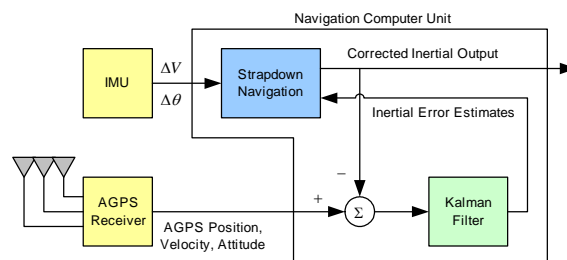 Navigation Computer Unit
IMU
ΔV
Δθ
Strapdown
Navigation
Corrected Inertial Output
Inertial Error Estimates
AGPS
Receiver
AGPS Position,
Velocity, Attitude
+
−
Σ
Kalman
Filter